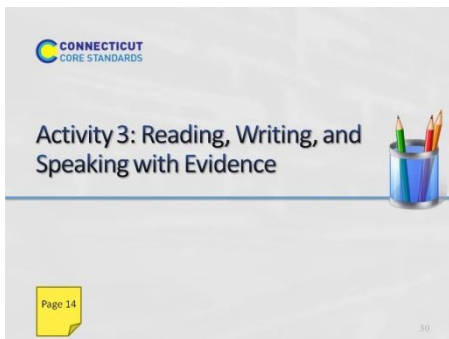 CONNECTICUT
CORE STANDARDS
Activity 3: Reading, Writing, and
Speaking with Evidence
Page 14
30